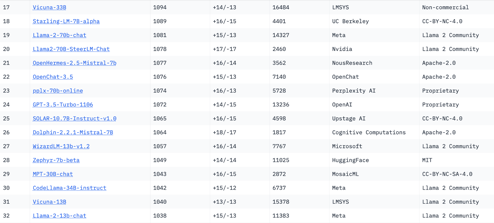 17 Vicuna-33B 1094 +14/-13 16484 LMSYS Non-commercial
18 Starling-LM-7B-alpha 1089 +16/-15 4401 UC Berkeley CC-BY-NC-4.0
19 Llama-2-70b-chat 1081 +15/-13 14327 Meta Llama 2 Community
20 Llama2-70B-SteerLM-Chat 1078 +17/-17 2460 Nvidia Llama 2 Community
21 OpenHermes-2.5-Mistral-7b 1077 +16/-14 3562 NousResearch Apache-2.0
22 OpenChat-3.5 1076 +15/-13 7140 OpenChat Apache-2.0
23 pplx-70b-online 1074 +16/-13 5728 Perplexity AI Proprietary
24 GPT-3.5-Turbo-1106 1072 +14/-15 13236 OpenAI Proprietary
25 SOLAR-10.7B-Instruct-v1.0 1065 +16/-15 4598 Upstage AI CC-BY-NC-4.0
26 Dolphin-2.2.1-Mistral-7B 1064 +18/-17 1817 Cognitive Computations Apache-2.0
27 WizardLM-13b-v1.2 1057 +16/-14 7767 Microsoft Llama 2 Community
28 Zephyr-7b-beta 1049 +14/-14 11025 HuggingFace MIT
29 MPT-30B-chat 1043 +16/-15 2872 MosaicML CC-BY-NC-SA-4.0
30 CodeLlama-34B-instruct 1042 +15/-12 6737 Meta Llama 2 Community
31 Vicuna-13B 1040 +13/-13 15378 LMSYS Llama 2 Community
32 Llama-2-13b-chat 1038 +15/-13 11383 Meta Llama 2 Community